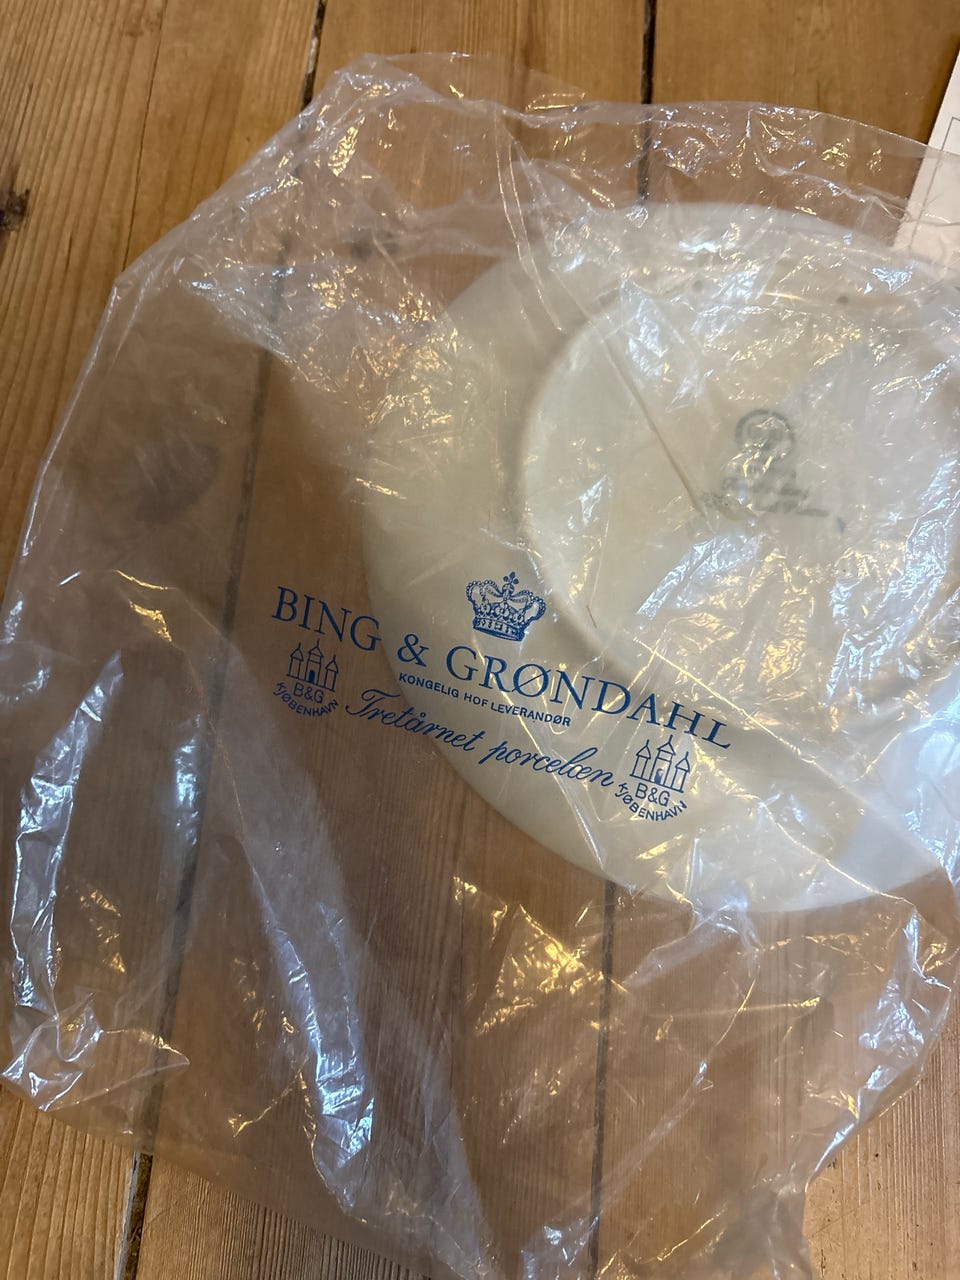 BING & GRØNDAHL
KONGELIG HOF LEVERANDØR
Tretårnet porcelæn
B&G
KJØBENHAVN
B&G
KJØBENHAVN